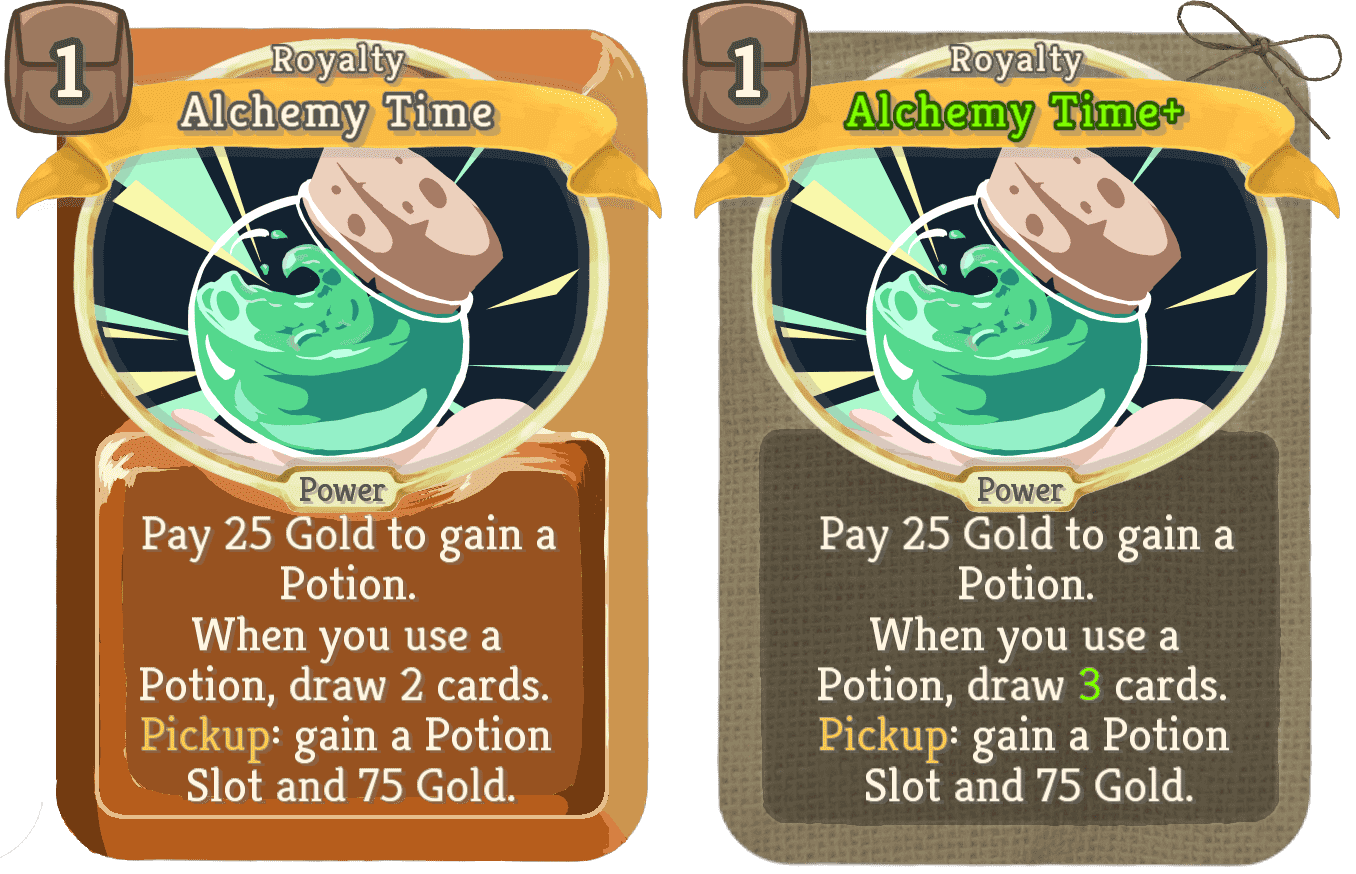 1
Royalty
Alchemy Time
Power
Pay 25 Gold to gain a
Potion.
When you use a
Potion, draw 2 cards.
Pickup: gain a Potion
Slot and 75 Gold.
1
Royalty
Alchemy Time+
Power
Pay 25 Gold to gain a
Potion.
When you use a
Potion, draw 3 cards.
Pickup: gain a Potion
Slot and 75 Gold.